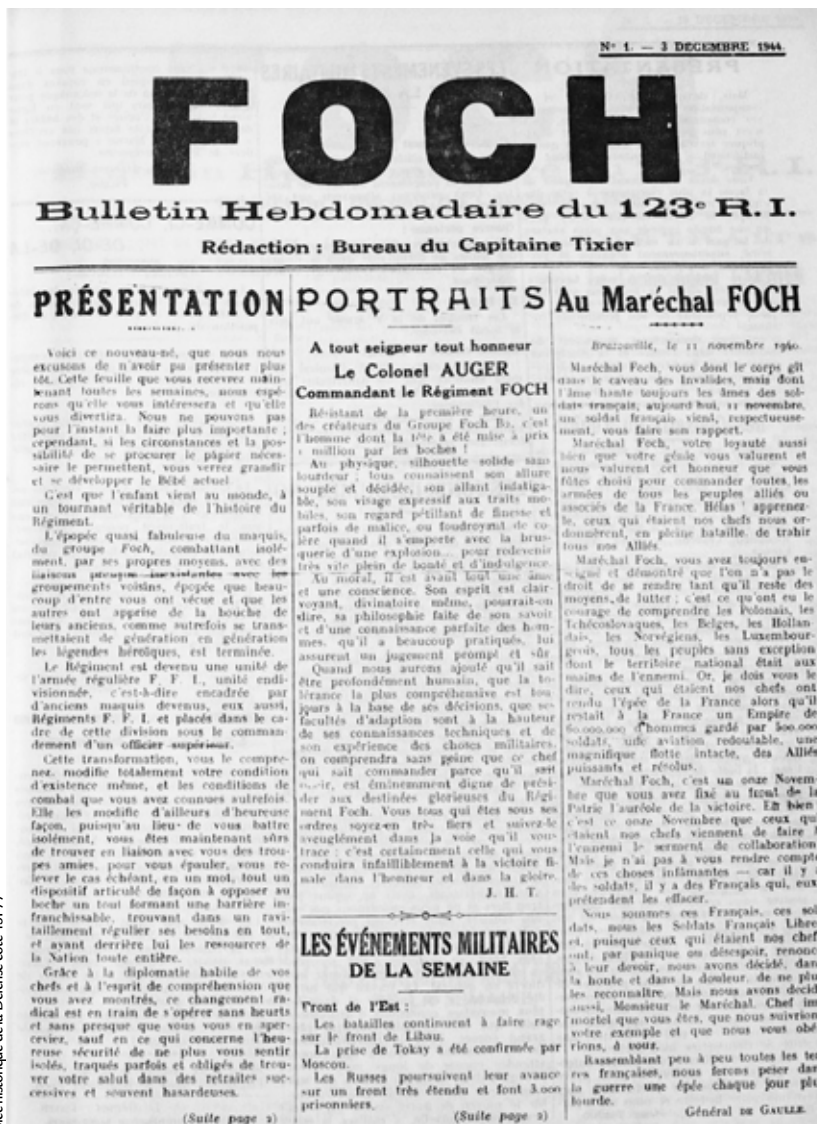 N° 1. — 3 DÉCEMBRE 1944.
FOCH
Bulletin Hebdomadaire du 123e R. I.
Rédaction : Bureau du Capitaine Tixier
PRÉSENTATION
Voici ce nouveau-né, que nous nous
excusons de n'avoir pu présenter plus
tôt. Cette feuille que vous recevrez main-
tenant toutes les semaines, nous espé-
rons qu'elle vous intéressera et qu'elle
vous divertira. Nous ne pouvons pas
pour l'instant la faire plus importante ;
cependant, si les circonstances et la pos-
sibilité de se procurer le papier néces-
saire le permettent, vous verrez grandir
et se développer le Bébé actuel.
C'est que l'enfant vient au monde, à
un tournant véritable de l'histoire du
Régiment.
L'épopée quasi fabuleuse du maquis,
du groupe Foch, combattant isolé-
ment, par ses propres moyens, avec des
liaisons presque inexistantes avec les
groupements voisins, épopée que beau-
coup d'entre vous ont vécue et que les
autres ont apprise de la bouche de
leurs anciens, comme autrefois se trans-
mettaient de génération en génération
les légendes héroïques, est terminée.
Le Régiment est devenu une unité de
l'armée régulière F. F. I., unité endi-
visionnée, c'est-à-dire encadrée par
d'anciens maquis devenus, eux aussi,
Régiments F. F. I. et placés dans le ca-
dre de cette division sous le comman-
dement d'un officier supérieur.
Cette transformation, vous le compre-
nez, modifie totalement votre condition
d'existence même, et les conditions de
combat que vous avez connues autrefois.
Elle les modifie d'ailleurs d'heureuse
façon, puisqu'au lieu de vous battre
isolément, vous êtes maintenant sûrs
de trouver en liaison avec vous des trou-
pes amies, pour vous épauler, vous re-
lever le cas échéant, en un mot, tout un
dispositif articulé de façon à opposer au
boche un tout formant une barrière in-
franchissable, trouvant dans un ravi-
taillement régulier ses besoins en tout,
et ayant derrière lui les ressources de
la Nation toute entière.
Grâce à la diplomatie habile de vos
chefs et à l'esprit de compréhension que
vous avez montrés, ce changement ra-
dical est en train de s'opérer sans heurts
et sans presque que vous vous en aper-
ceviez, sauf en ce qui concerne l'heu-
reuse sécurité de ne plus vous sentir
isolés, traqués parfois et obligés de trou-
ver votre salut dans des retraites suc-
cessives et souvent hasardeuses.
(Suite page 2)
PORTRAITS
A tout seigneur tout honneur
Le Colonel AUGER
Commandant le Régiment FOCH
Résistant de la première heure, un
des créateurs du Groupe Foch c'est
l'homme dont la tête a été mise à prix
1 million par les boches !
Au physique, silhouette solide sans
lourdeur ; tous connaissent son allure
souple et décidée, son allant infatiga-
ble, son visage expressif aux traits mo-
biles, son regard pétillant de finesse et
parfois de malice, ou foudroyant de co-
lère quand il s'emporte avec la brus-
querie d'une explosion... pour redevenir
très vite plein de bonté et d'indulgence.
Au moral, il est avant tout une âme
et une conscience. Son esprit est clair-
voyant, divinatoire même, pourrait-on
dire, sa philosophie faite de son savoir
et d'une connaissance parfaite des hom-
mes, qu'il a beaucoup pratiqués, lui
assurent un jugement prompt et sûr.
Quand nous aurons ajouté qu'il sait
être profondément humain, que la to-
lérance la plus compréhensive est tou-
jours à la base de ses décisions, que ses
facultés d'adaption sont à la hauteur
de ses connaissances techniques et de
son expérience des choses militaires,
on comprendra sans peine que ce chef
qui sait commander parce qu'il sait
est éminemment digne de prési-
der aux destinées glorieuses du Régi-
ment Foch. Vous tous qui êtes sous ses
ordres soyez-en très fiers et suivez-le
aveuglément dans la voie qu'il vous
trace : c'est certainement celle qui vous
conduira infailliblement à la victoire fi-
nale dans l'honneur et dans la gloire.
J. H. T.
LES ÉVÉNEMENTS MILITAIRES
DE LA SEMAINE
Front de l'Est :
Les batailles continuent à faire rage
sur le front de Libau.
La prise de Tokay a été confirmée par
Moscou.
Les Russes poursuivent leur avance
sur un front très étendu et font 3.000
prisonniers.
(Suite page 2)
Au Maréchal FOCH
Brazzaville, le 11 novembre 1940.
Maréchal Foch, vous dont le corps gît
dans le caveau des Invalides, mais dont
l'âme hante toujours les âmes des sol-
dats français, aujourd'hui, 11 novembre,
un soldat français vient, respectueuse-
ment, vous faire son rapport.
Maréchal Foch, votre loyauté aussi
bien que votre génie vous valurent et
nous valurent cet honneur que vous
fûtes choisi pour commander toutes les
armées de tous les peuples alliés ou
associés de la France. Hélas ! apprenez-
le, ceux qui étaient nos chefs nous or-
donnèrent, en pleine bataille, de trahir
tous nos Alliés.
Maréchal Foch, vous avez toujours en-
seigné et démontré que l'on a pas le
droit de se rendre tant qu'il reste des
moyens de lutter ; c'est ce qu'ont eu le
courage de comprendre les Polonais, les
Tchécoslovaques, les Belges, les Hollan-
dais, les Norvégiens, les Luxembour-
geois, tous les peuples sans exception
dont le territoire national était aux
mains de l'ennemi. Or, je dois vous le
dire, ceux qui étaient nos chefs ont
rendu l'épée de la France alors qu'il
restait à la France un Empire de
60.000.000 d'hommes gardé par 500.000
soldats, une aviation redoutable, une
magnifique flotte intacte, des Alliés
puissants et résolus.
Maréchal Foch, c'est un onze Novem-
bre que vous avez fixé au front de la
Patrie l'auréole de la victoire. Eh bien
c'est ce onze Novembre que ceux qui
étaient nos chefs viennent de faire
l'ennemi le serment de collaboration
Mais je n'ai pas à vous rendre compte
de ces choses infamantes — car il y
des soldats, il y a des Français qui, eux
prétendent les effacer.
Nous sommes ces Français, ces sol
dats, nous les Soldats Français Libre
et, puisque ceux qui étaient nos chef
ont, par panique ou désespoir, renonc
à leur devoir, nous avons décidé, dan
la honte et dans la douleur, de ne plu
les reconnaître. Mais nous avons décid
aussi, Monsieur le Maréchal, Chef im
mortel que vous êtes, que nous suivrion
votre exemple et que nous vous obé
rions, à vous.
Rassemblant peu à peu toutes les ter
res françaises, nous ferons peser dan
la guerre une épée chaque jour plu
lourde.
Général DE GAULLE.